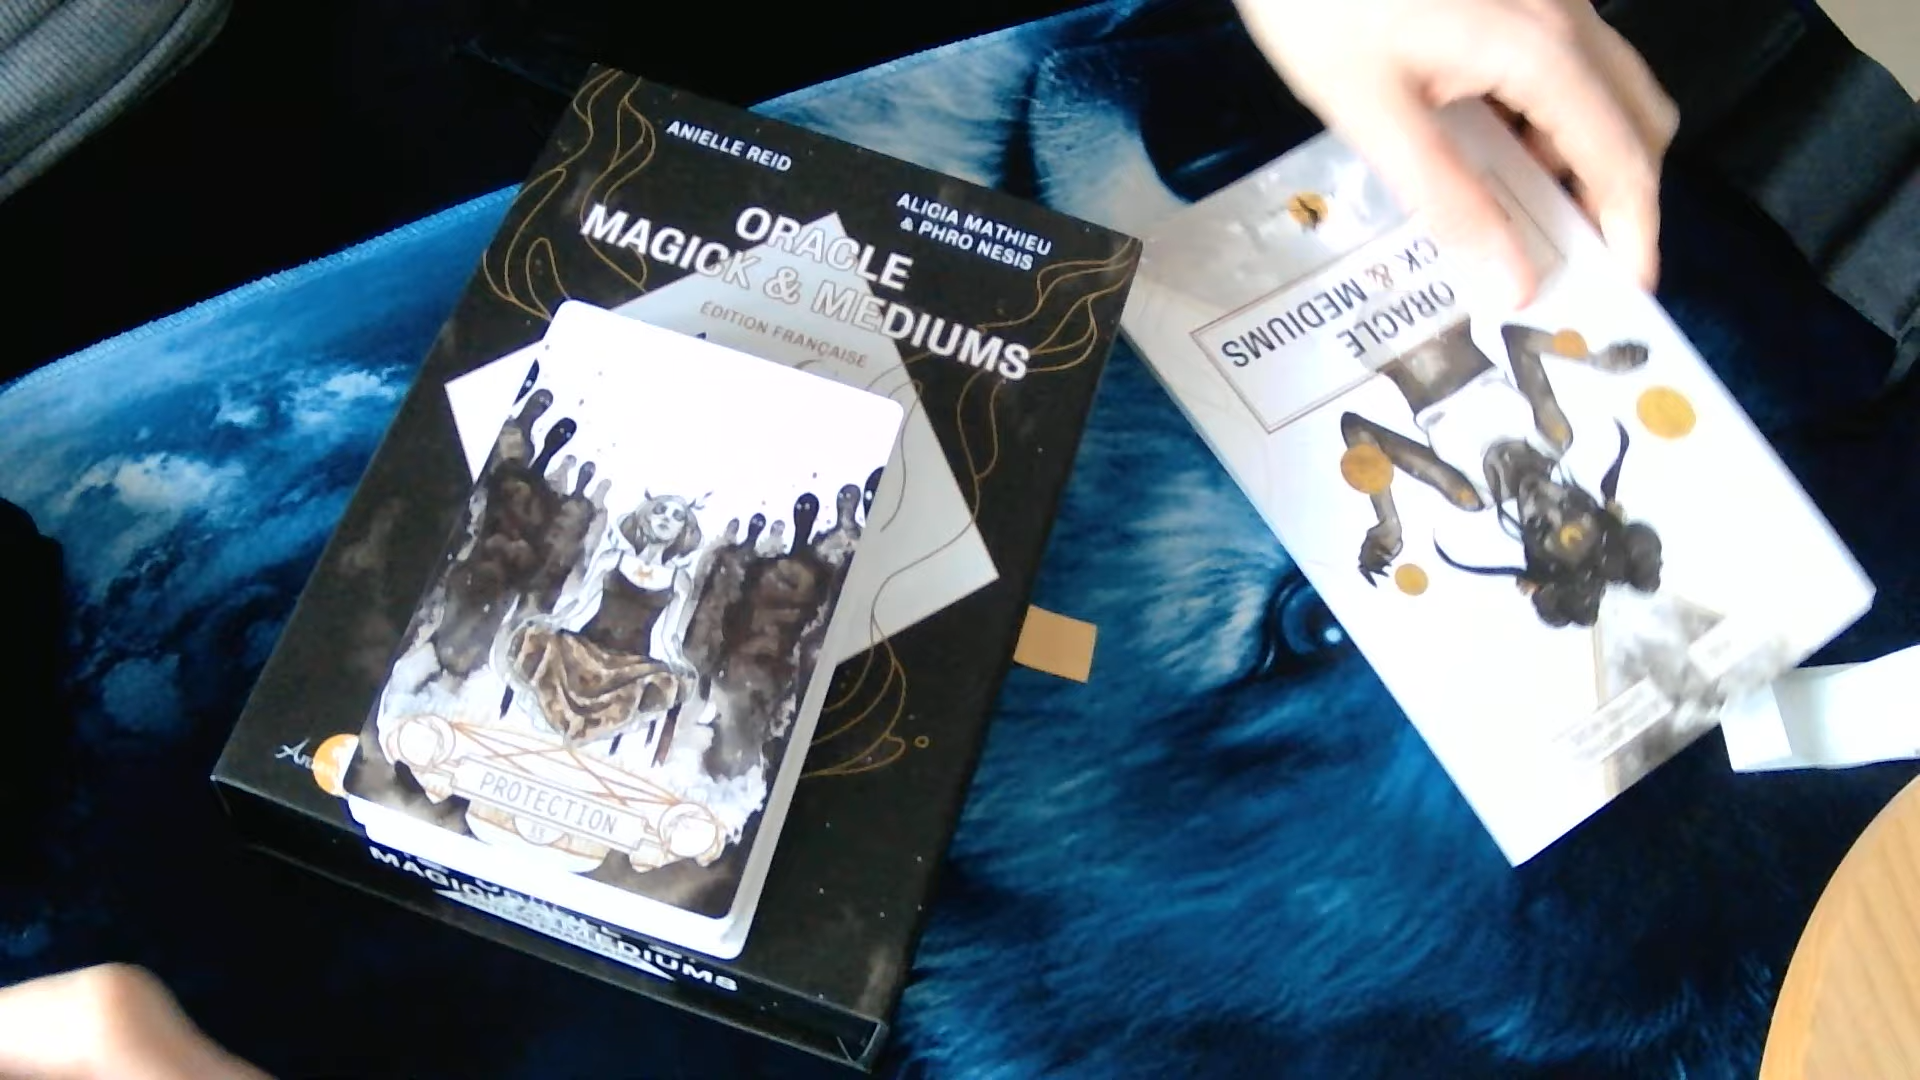 ANIELLE REID
ALICIA MATHIEU
& PHRO NESIS
ORACLE
MAGICK & MEDIUMS
ÉDITION FRANÇAISE
PROTECTION
MAGICK & MEDIUMS
ORACLE
CK & MEDIUMS